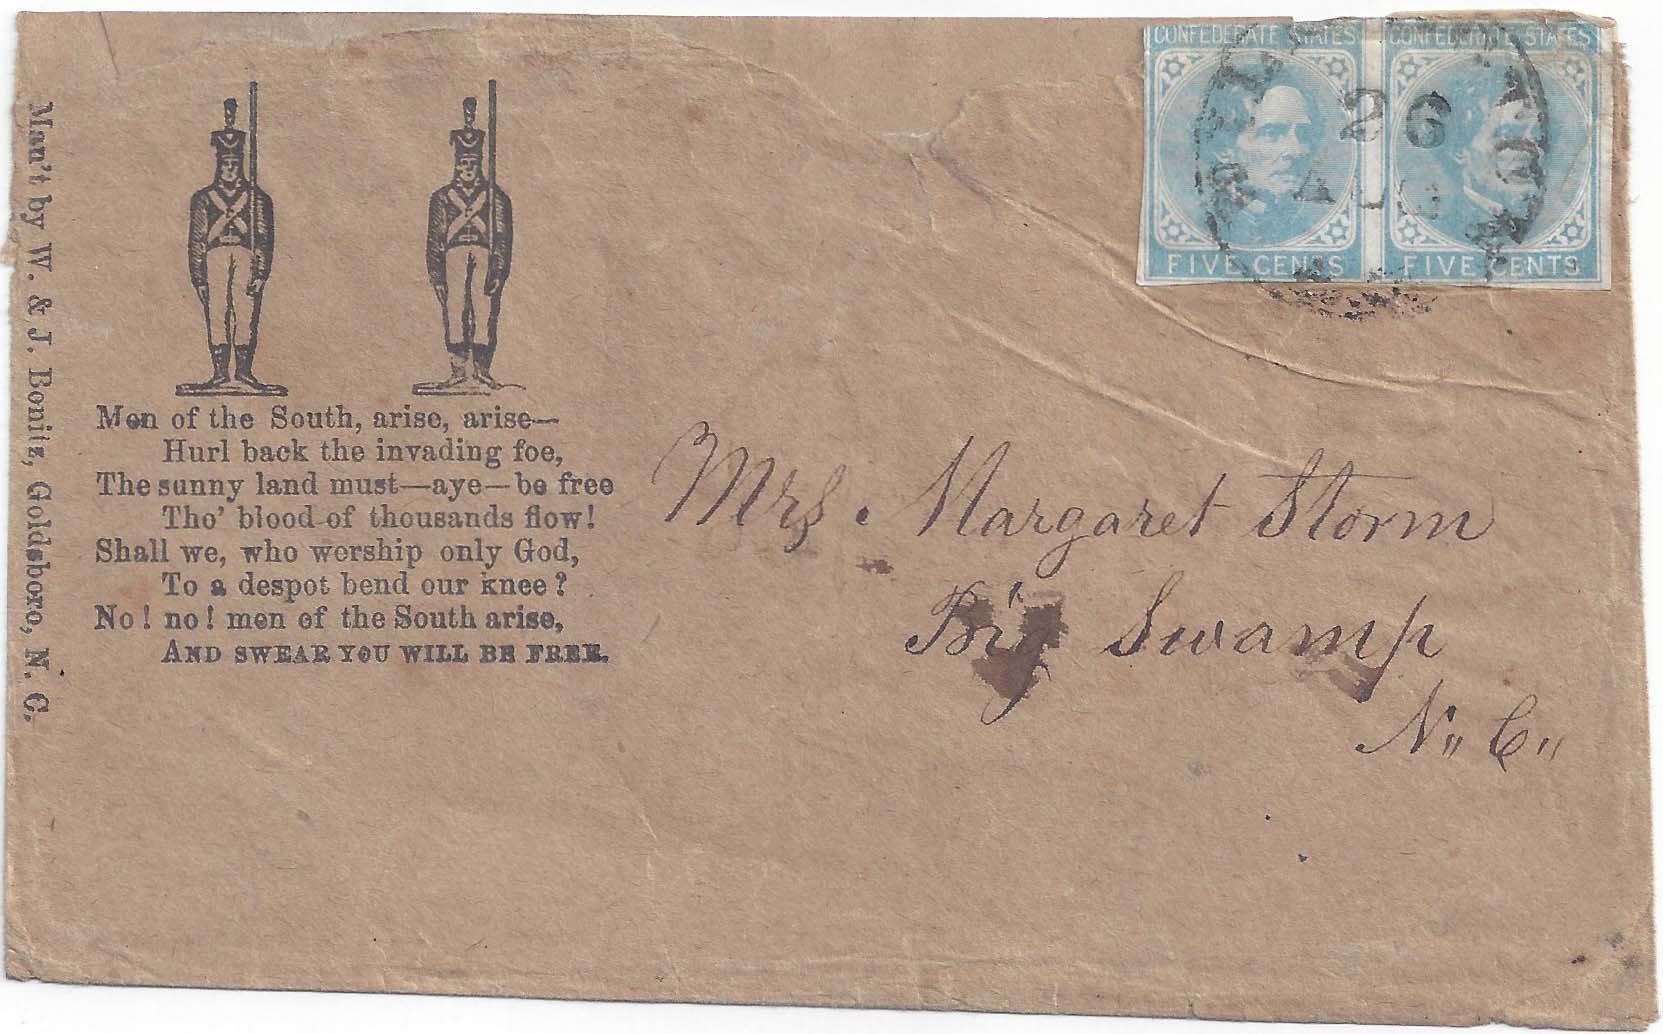 Man't by W. & J. Bonitz, Goldsboro, N. C.
Men of the South, arise, arise—
Hurl back the invading foe,
The sunny land must—aye—be free
Tho' blood of thousands flow!
Shall we, who worship only God,
To a despot bend our knee?
No! no! men of the South arise,
AND SWEAR YOU WILL BE FREE.
CONFEDERATE STATES
FIVE CENTS
CONFEDERATE STATES
FIVE CENTS
26
AUG
Mrs. Margaret Storm
Big Swamp
N. C.